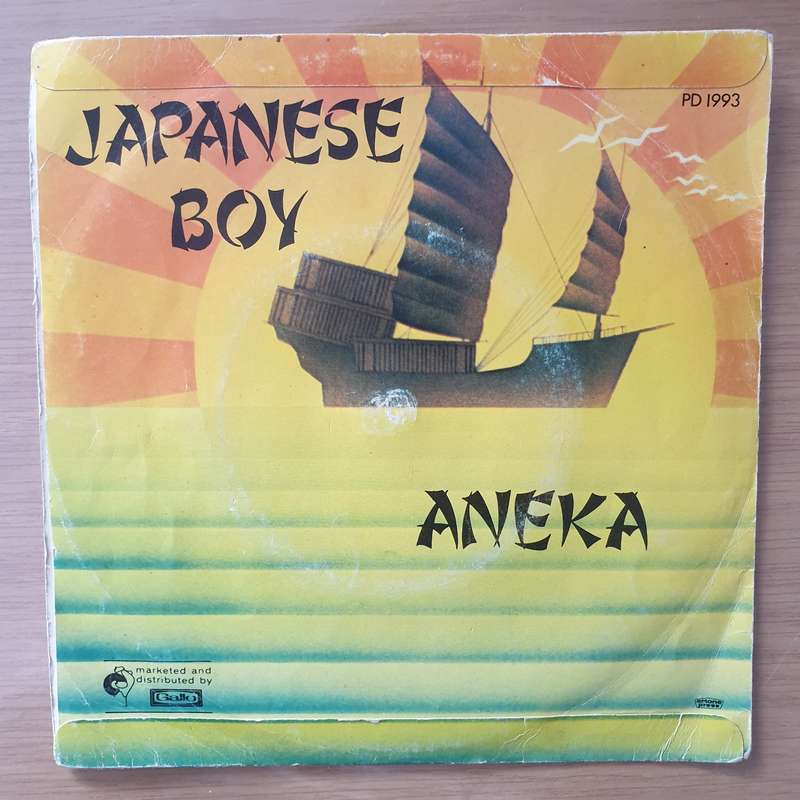 PD 1993
JAPANESE
BOY
ANEKA
marketed and
distributed by
Gallo